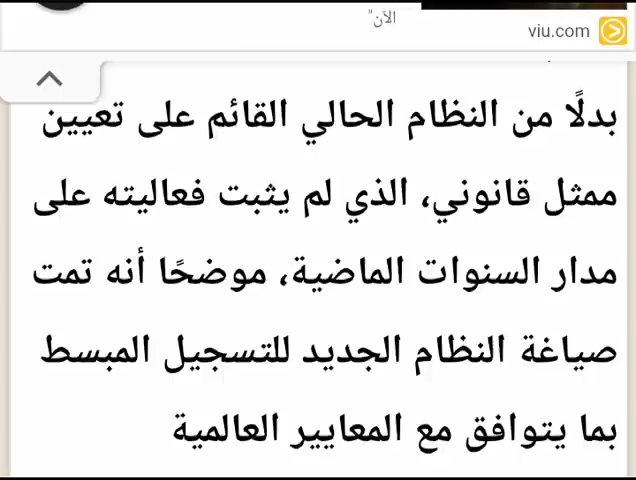 الآن"
viu.com
بدلًا من النظام الحالي القائم على تعيين
ممثل قانوني، الذي لم يثبت فعاليته على
مدار السنوات الماضية، موضحًا أنه تمت
صياغة النظام الجديد للتسجيل المبسط
بما يتوافق مع المعايير العالمية